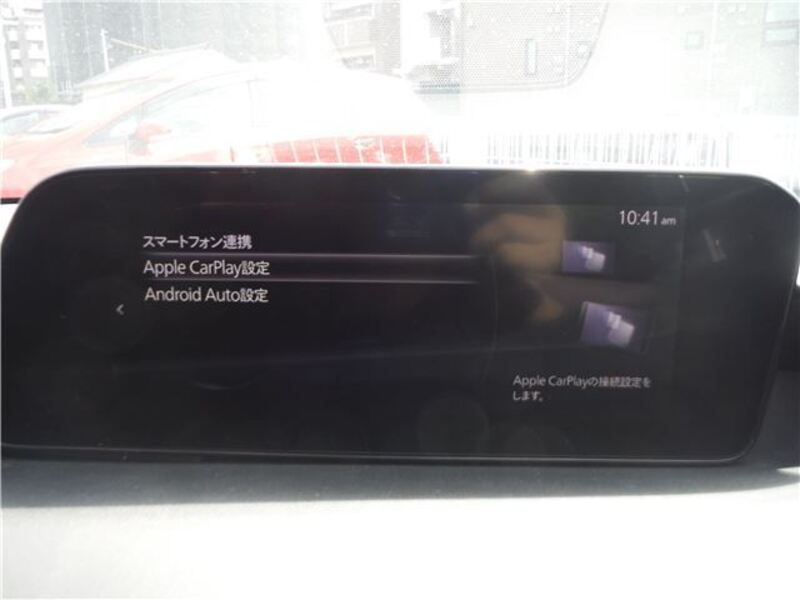 10:41 am
スマートフォン連携
Apple CarPlay設定
Android Auto設定
Apple CarPlayの接続設定を
します。